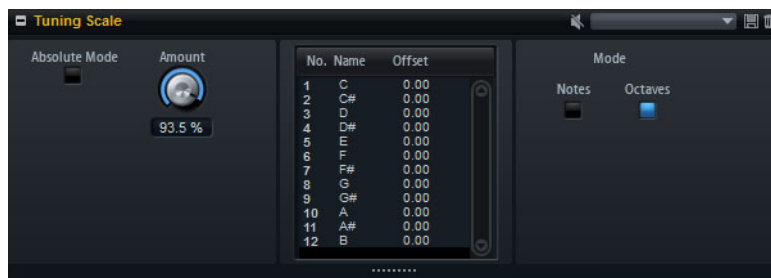 Tuning Scale
Absolute Mode
Amount
93.5 %
No. Name Offset
1 C 0.00
2 C# 0.00
3 D 0.00
4 D# 0.00
5 E 0.00
6 F 0.00
7 F# 0.00
8 G 0.00
9 G# 0.00
10 A 0.00
11 A# 0.00
12 B 0.00
Mode
Notes Octaves